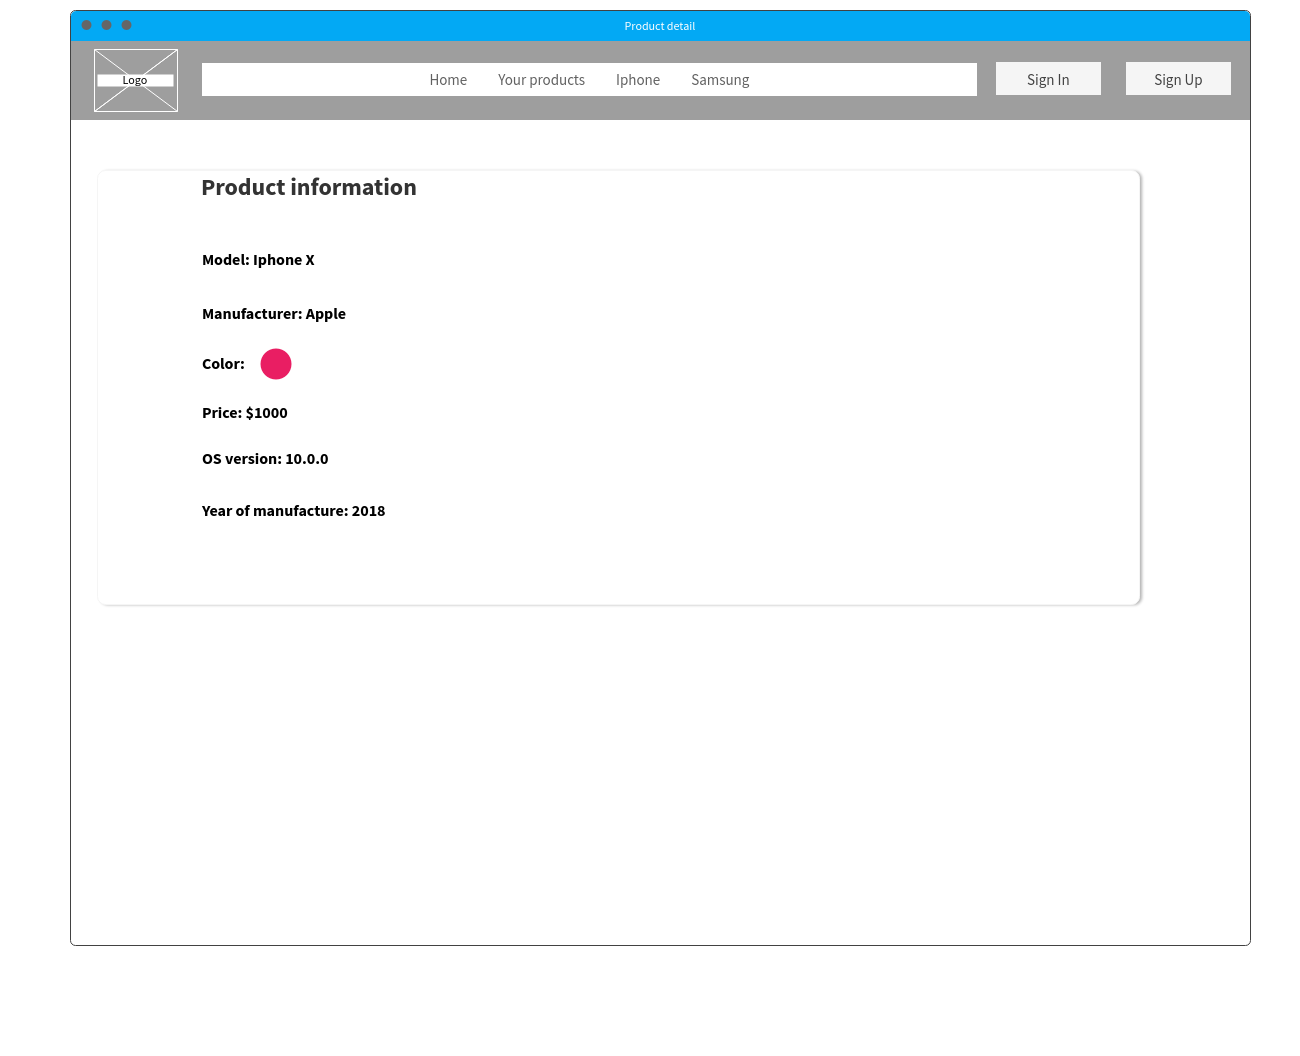 Product detail
Logo
Home Your products Iphone Samsung
Sign In
Sign Up
Product information
Model: Iphone X
Manufacturer: Apple
Color:
Price: $1000
OS version: 10.0.0
Year of manufacture: 2018